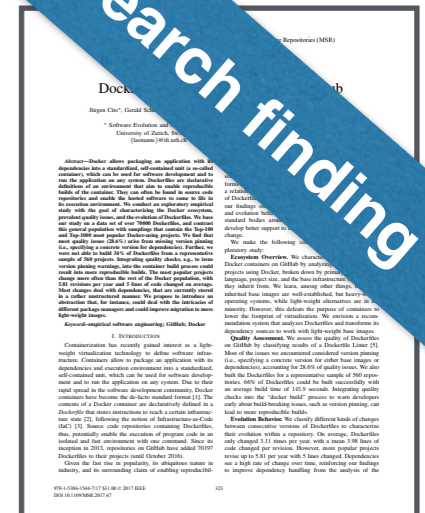 earch finding
Repositories (MSR)
Jürgen Cito*, Gerald
* Software Evolution and
University of Zurich,
{lastname}@ifi.uzh.ch
Abstract—Docker allows packaging an application with its
dependencies into a standardized, self-contained unit (a so-called
container), which can be used for software development and to
run the application on any system. Dockerfiles are declarative
definitions of an environment that aim to enable reproducible
builds of the container. They can often be found in source code
repositories and enable the hosted software to come to life in
its execution environment. We conduct an exploratory empirical
study with the goal of characterizing the Docker ecosystem,
prevalent quality issues, and the evolution of Dockerfiles. We base
our study on a data set of over 70000 Dockerfiles, and contrast
this general population with samplings that contain the Top-100
and Top-1000 most popular Docker-using projects. We find that
most quality issues (28.6%) arise from missing version pinning
(i.e., specifying a concrete version for dependencies). Further, we
were not able to build 34% of Dockerfiles from a representative
sample of 560 projects. Integrating quality checks, e.g., to issue
version pinning warnings, into the container build process could
result into more reproducible builds. The most popular projects
change more often than the rest of the Docker population, with
5.81 revisions per year and 5 lines of code changed on average.
Most changes deal with dependencies, that are currently stored
in a rather unstructured manner. We propose to introduce an
abstraction that, for instance, could deal with the intricacies of
different package managers and could improve migration to more
light-weight images.
Keywords-empirical software engineering; GitHub; Docker
I. INTRODUCTION
Containerization has recently gained interest as a light-
weight virtualization technology to define software infras-
tructure. Containers allow to package an application with its
dependencies and execution environment into a standardized,
self-contained unit, which can be used for software develop-
ment and to run the application on any system. Due to their
rapid spread in the software development community, Docker
containers have become the de-facto standard format [1]. The
contents of a Docker container are declaratively defined in a
Dockerfile that stores instructions to reach a certain infrastruc-
ture state [2], following the notion of Infrastructure-as-Code
(IaC) [3]. Source code repositories containing Dockerfiles,
thus, potentially enable the execution of program code in an
isolated and fast environment with one command. Since its
inception in 2013, repositories on GitHub have added 70197
Dockerfiles to their projects (until October 2016).
Given the fast rise in popularity, its ubiquitous nature in
industry, and its surrounding claim of enabling reproducibil-
a relation
of Dockerfiles
our findings
and evolution
standard bodies
develop better support to
change.
We make the following
ploratory study:
Ecosystem Overview. We
Docker containers on GitHub by analyzing
projects using Docker, broken down by primary
language, project size, and the base infrastructure
they inherit from. We learn, among other things,
inherited base images are well-established, but heavy-
operating systems, while light-weight alternatives are in
minority. However, this defeats the purpose of containers to
lower the footprint of virtualization. We envision a recom-
mendation system that analyzes Dockerfiles and transforms its
dependency sources to work with light-weight base images.
Quality Assessment. We assess the quality of Dockerfiles
on GitHub by classifying results of a Dockerfile Linter [5].
Most of the issues we encountered considered version pinning
(i.e., specifying a concrete version for either base images or
dependencies), accounting for 28.6% of quality issues. We also
built the Dockerfiles for a representative sample of 560 repos-
itories. 66% of Dockerfiles could be built successfully with
an average build time of 145.9 seconds. Integrating quality
checks into the "docker build" process to warn developers
early about build-breaking issues, such as version pinning, can
lead to more reproducible builds.
Evolution Behavior. We classify different kinds of changes
between consecutive versions of Dockerfiles to characterize
their evolution within a repository. On average, Dockerfiles
only changed 3.11 times per year, with a mean 3.98 lines of
code changed per revision. However, more popular projects
revise up to 5.81 per year with 5 lines changed. Dependencies
see a high rate of change over time, reinforcing our findings
to improve dependency handling from the analysis of the
978-1-5386-1544-7/17 $31.00 © 2017 IEEE
DOI 10.1109/MSR.2017.67
323